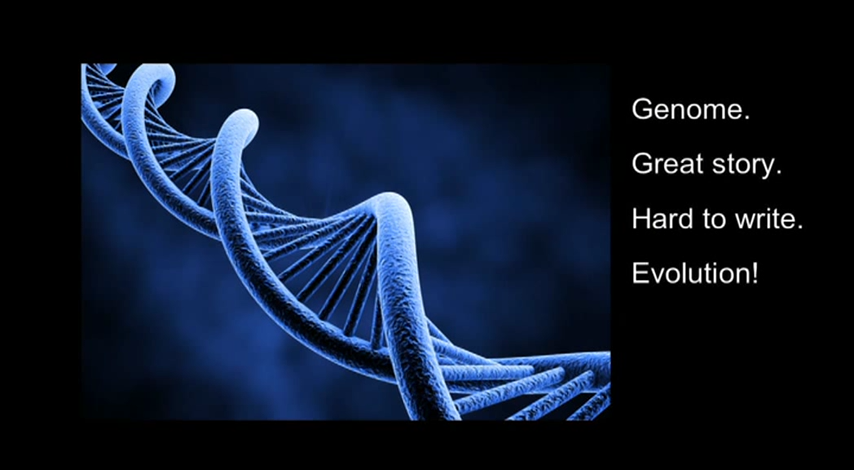 Genome.
Great story.
Hard to write.
Evolution!